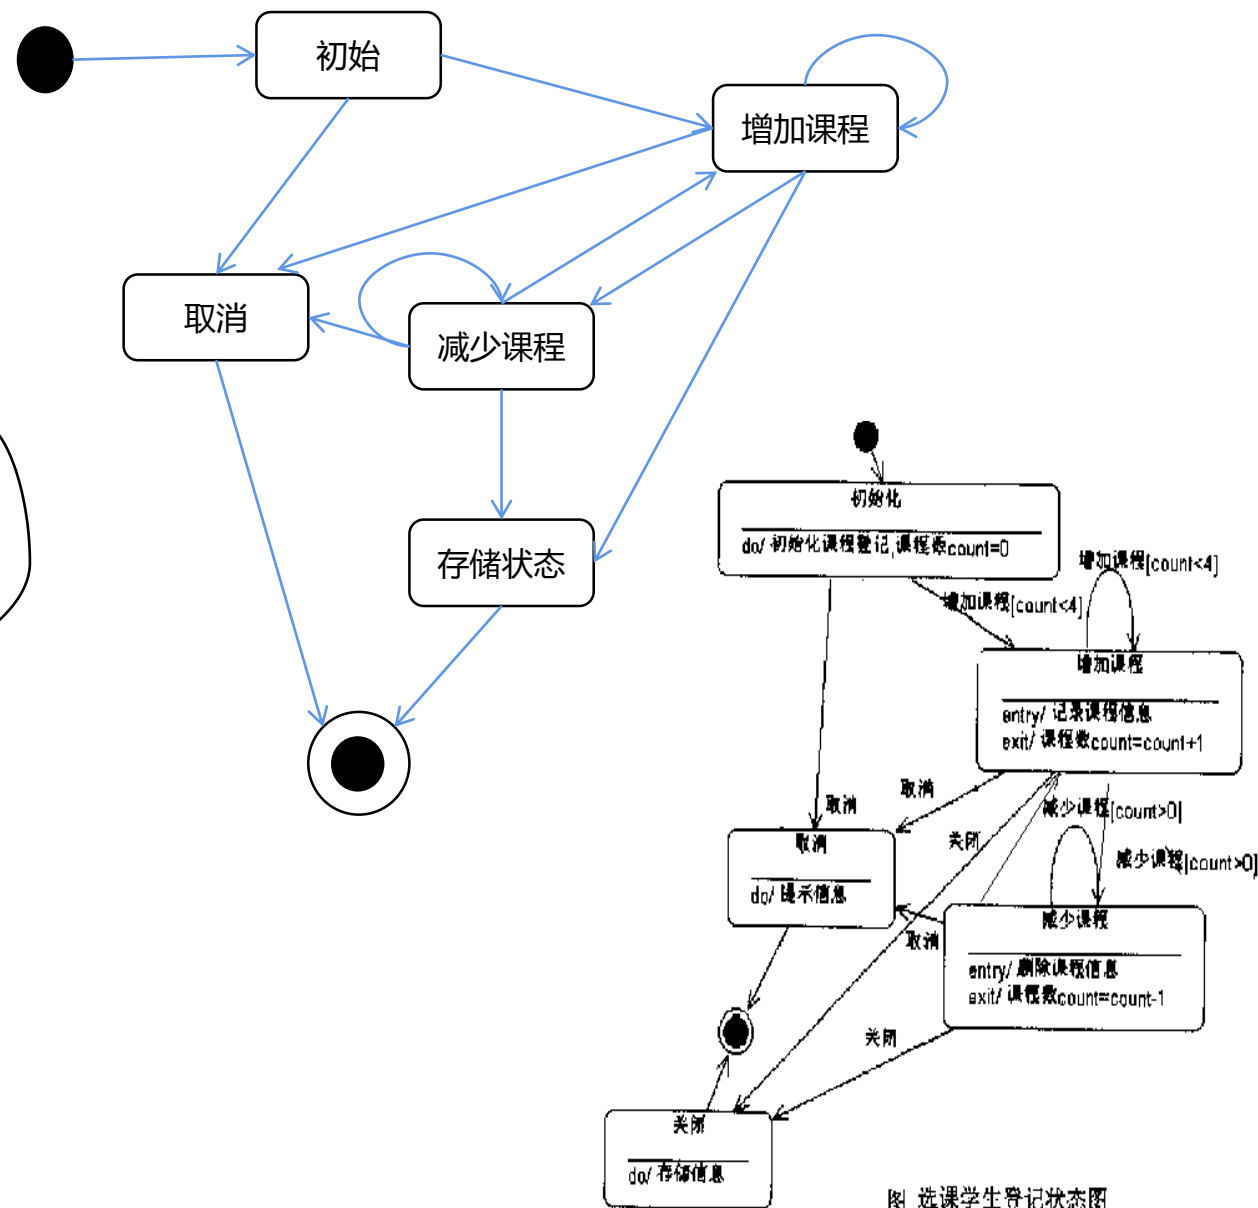 初始
增加课程
取消
减少课程
存储状态
初始化
do/ 初始化课程登记,课程数count=0
增加课程[count<4]
增加课程[count<4]
增加课程
entry/ 记录课程信息
exit/ 课程数count=count+1
取消
取消
减少课程[count>0]
关闭
减少课程[count>0]
取消
do/ 提示信息
减少课程
取消
entry/ 删除课程信息
exit/ 课程数count=count-1
关闭
关闭
do/ 存储信息
图 选课学生登记状态图